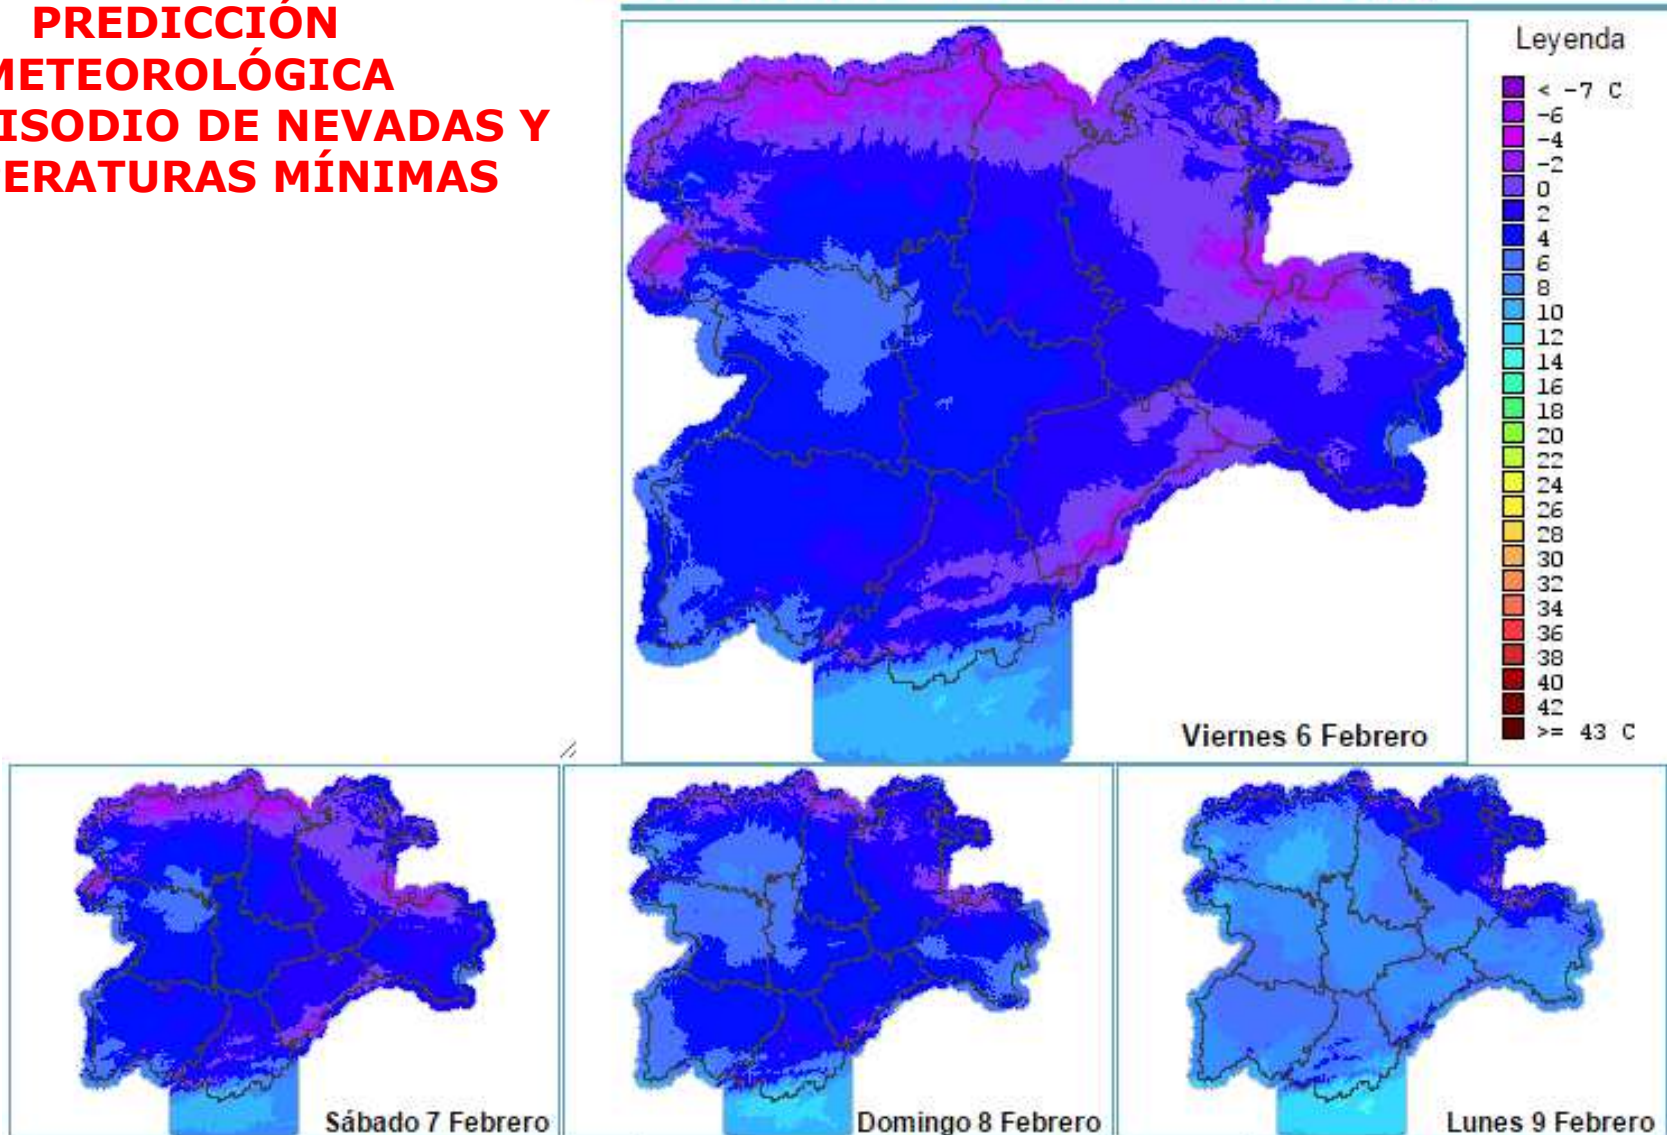 PREDICCIÓN
METEOROLÓGICA
ISODIO DE NEVADAS Y
ERATURAS MÍNIMAS
Leyenda
< -7 C
-6
-4
-2
0
2
4
6
8
10
12
14
16
18
20
22
24
26
28
30
32
34
36
38
40
42
>= 43 C
Viernes 6 Febrero
Sábado 7 Febrero
Domingo 8 Febrero
Lunes 9 Febrero